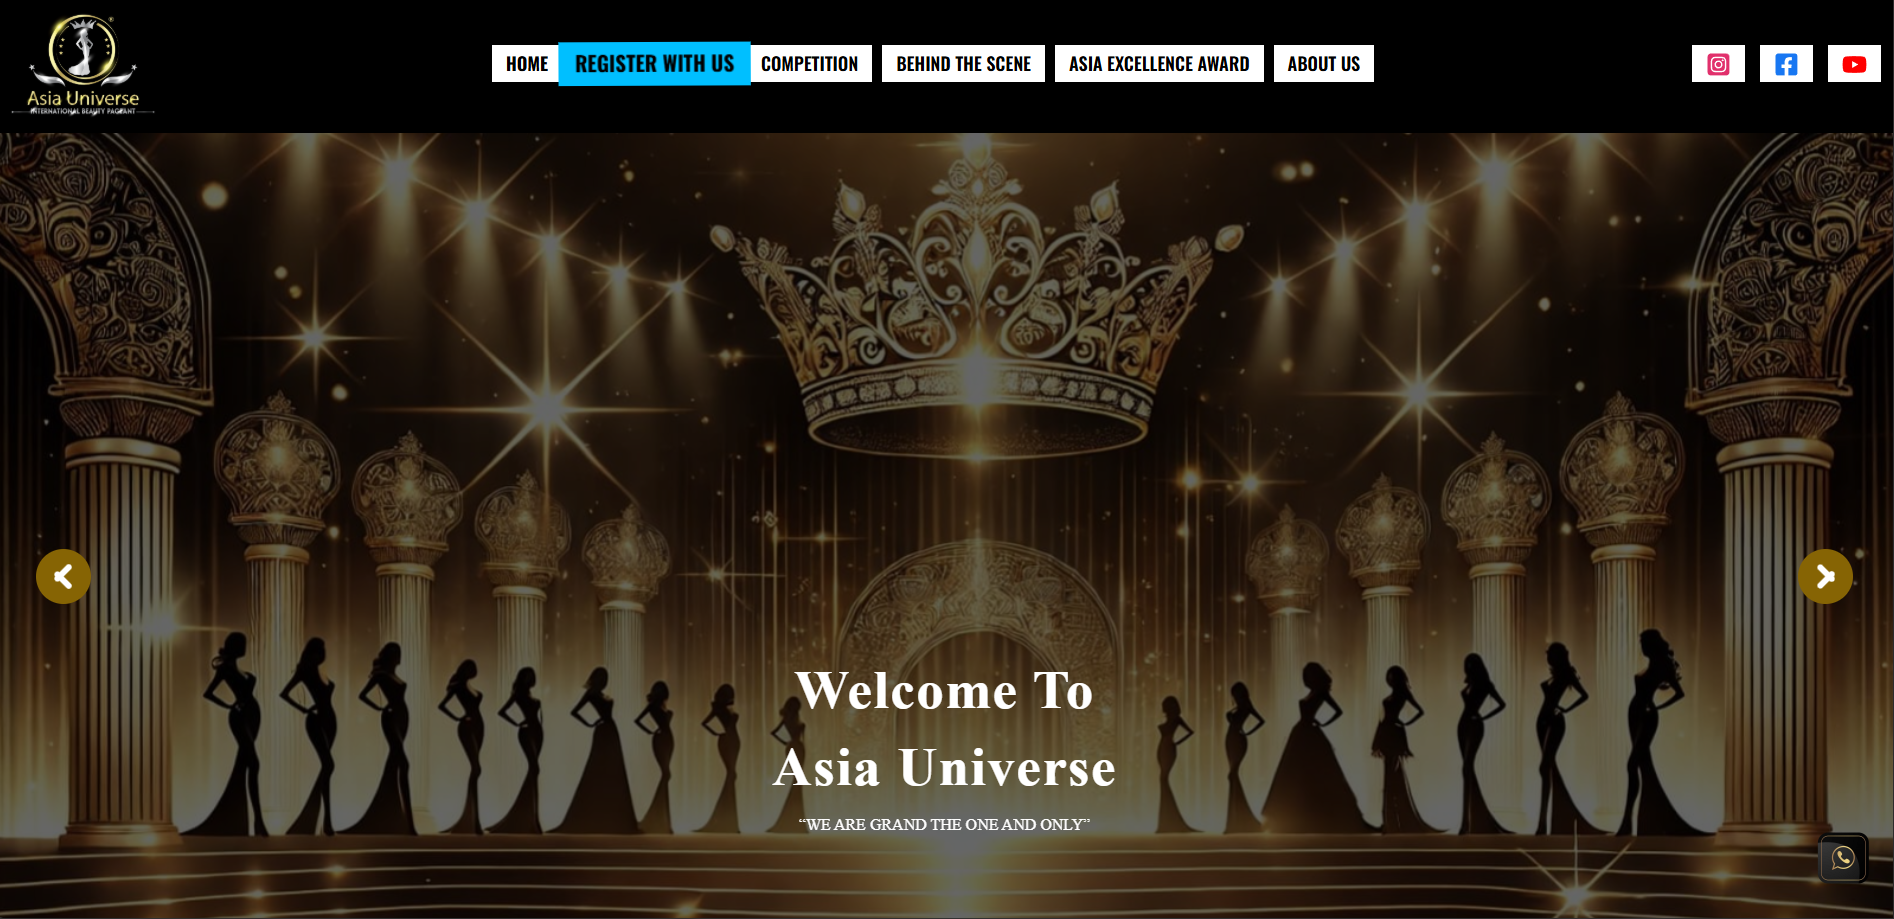 Asia Universe
INTERNATIONAL BEAUTY PAGEANT
HOME
REGISTER WITH US
COMPETITION
BEHIND THE SCENE
ASIA EXCELLENCE AWARD
ABOUT US
Welcome To
Asia Universe
“WE ARE GRAND THE ONE AND ONLY”